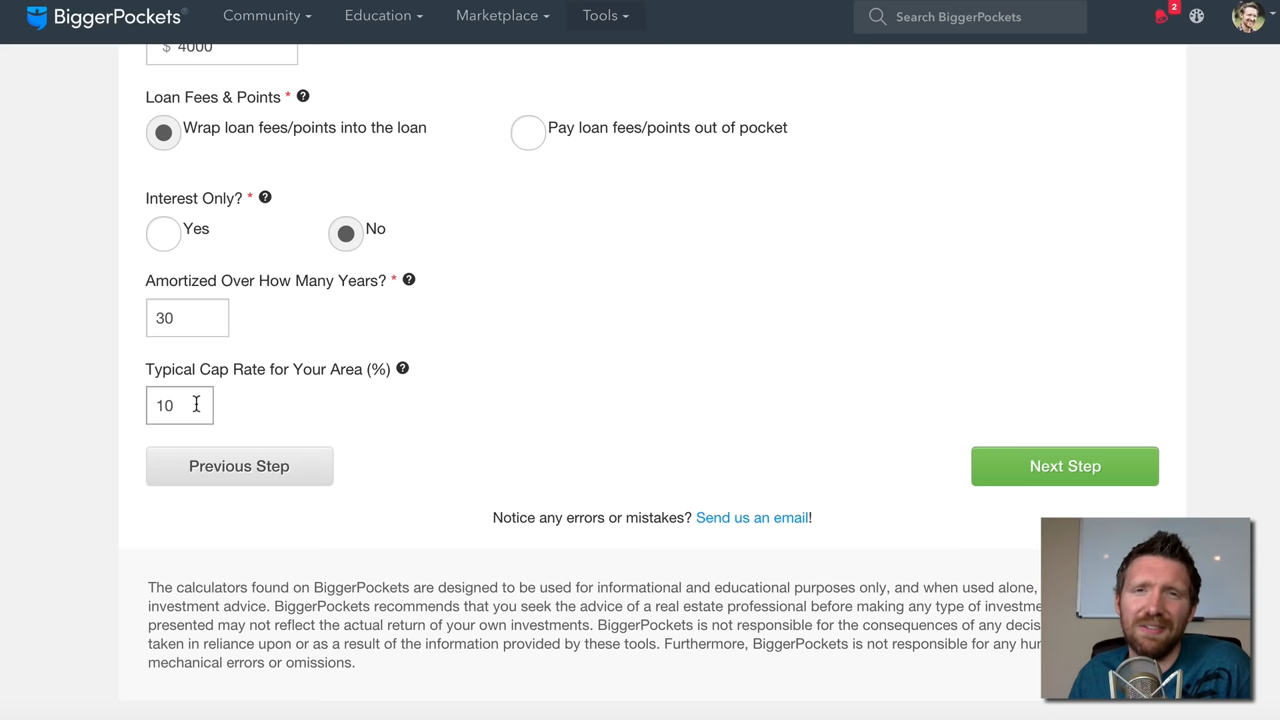 BiggerPockets®
Community Education Marketplace Tools Search BiggerPockets 2
$ 4000
Loan Fees & Points * ?
Wrap loan fees/points into the loan Pay loan fees/points out of pocket
Interest Only? * ?
Yes No
Amortized Over How Many Years? * ?
30
Typical Cap Rate for Your Area (%) ?
10
Previous Step Next Step
Notice any errors or mistakes? Send us an email!
The calculators found on BiggerPockets are designed to be used for informational and educational purposes only, and when used alone,
investment advice. BiggerPockets recommends that you seek the advice of a real estate professional before making any type of investme
presented may not reflect the actual return of your own investments. BiggerPockets is not responsible for the consequences of any decis
taken in reliance upon or as a result of the information provided by these tools. Furthermore, BiggerPockets is not responsible for any hu
mechanical errors or omissions.